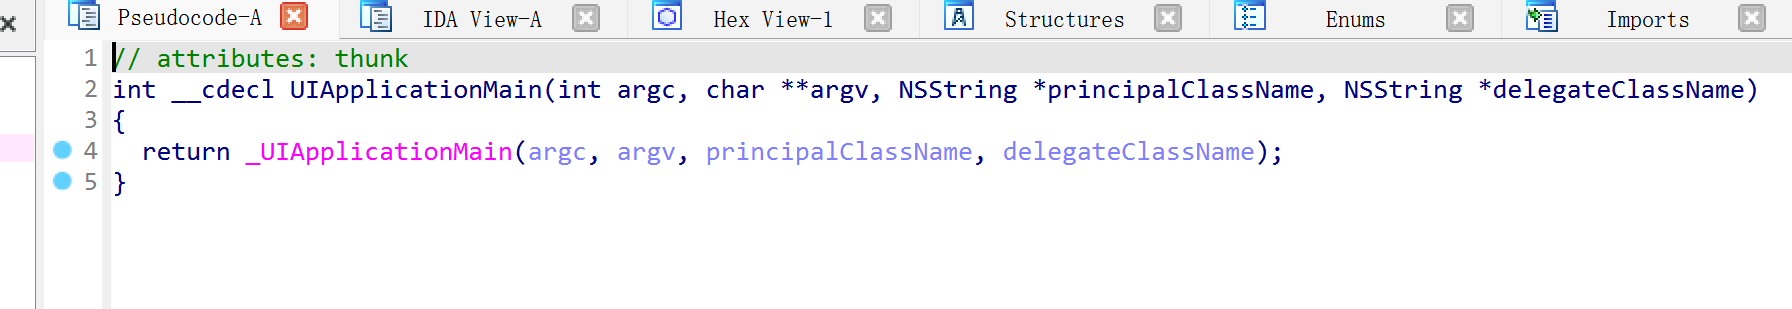 Pseudocode-A IDA View-A Hex View-1 Structures Enums Imports
1 // attributes: thunk
2 int __cdecl UIApplicationMain(int argc, char **argv, NSString *principalClassName, NSString *delegateClassName)
3 {
4 return _UIApplicationMain(argc, argv, principalClassName, delegateClassName);
5 }